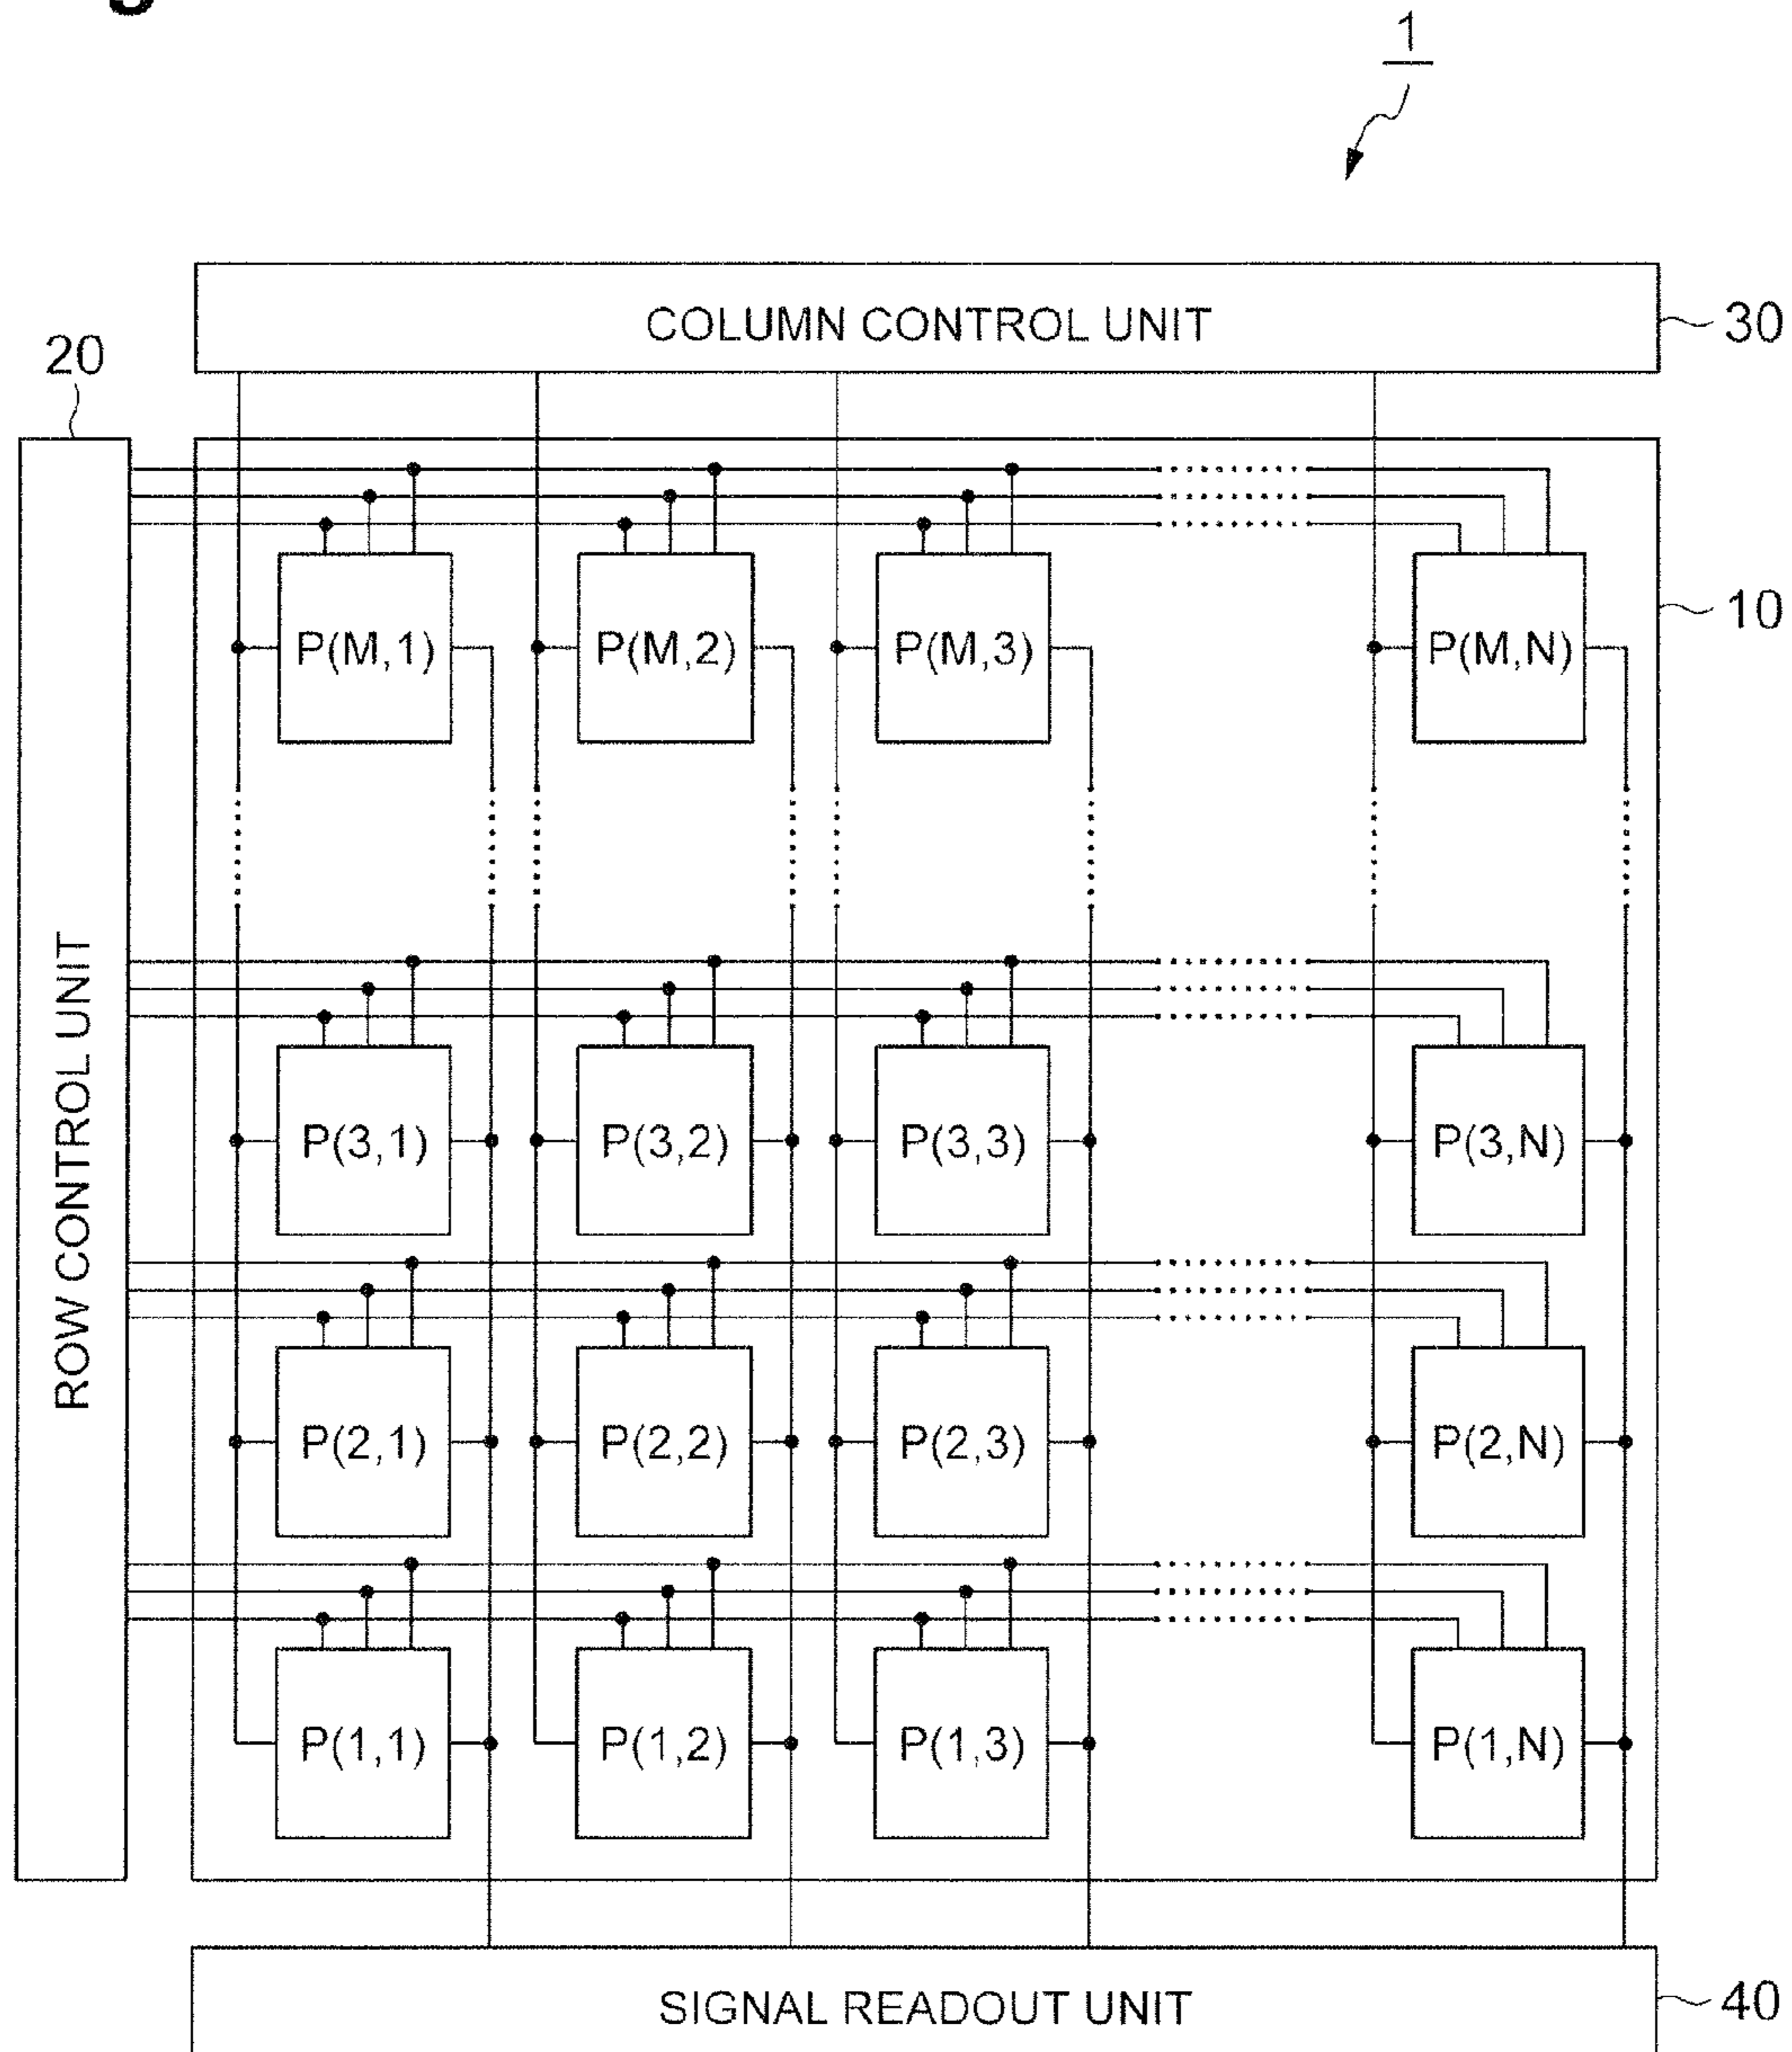 1
COLUMN CONTROL UNIT
30
20
10
P(M,1) P(M,2) P(M,3) P(M,N)
ROW CONTROL UNIT
P(3,1) P(3,2) P(3,3) P(3,N)
P(2,1) P(2,2) P(2,3) P(2,N)
P(1,1) P(1,2) P(1,3) P(1,N)
SIGNAL READOUT UNIT
40